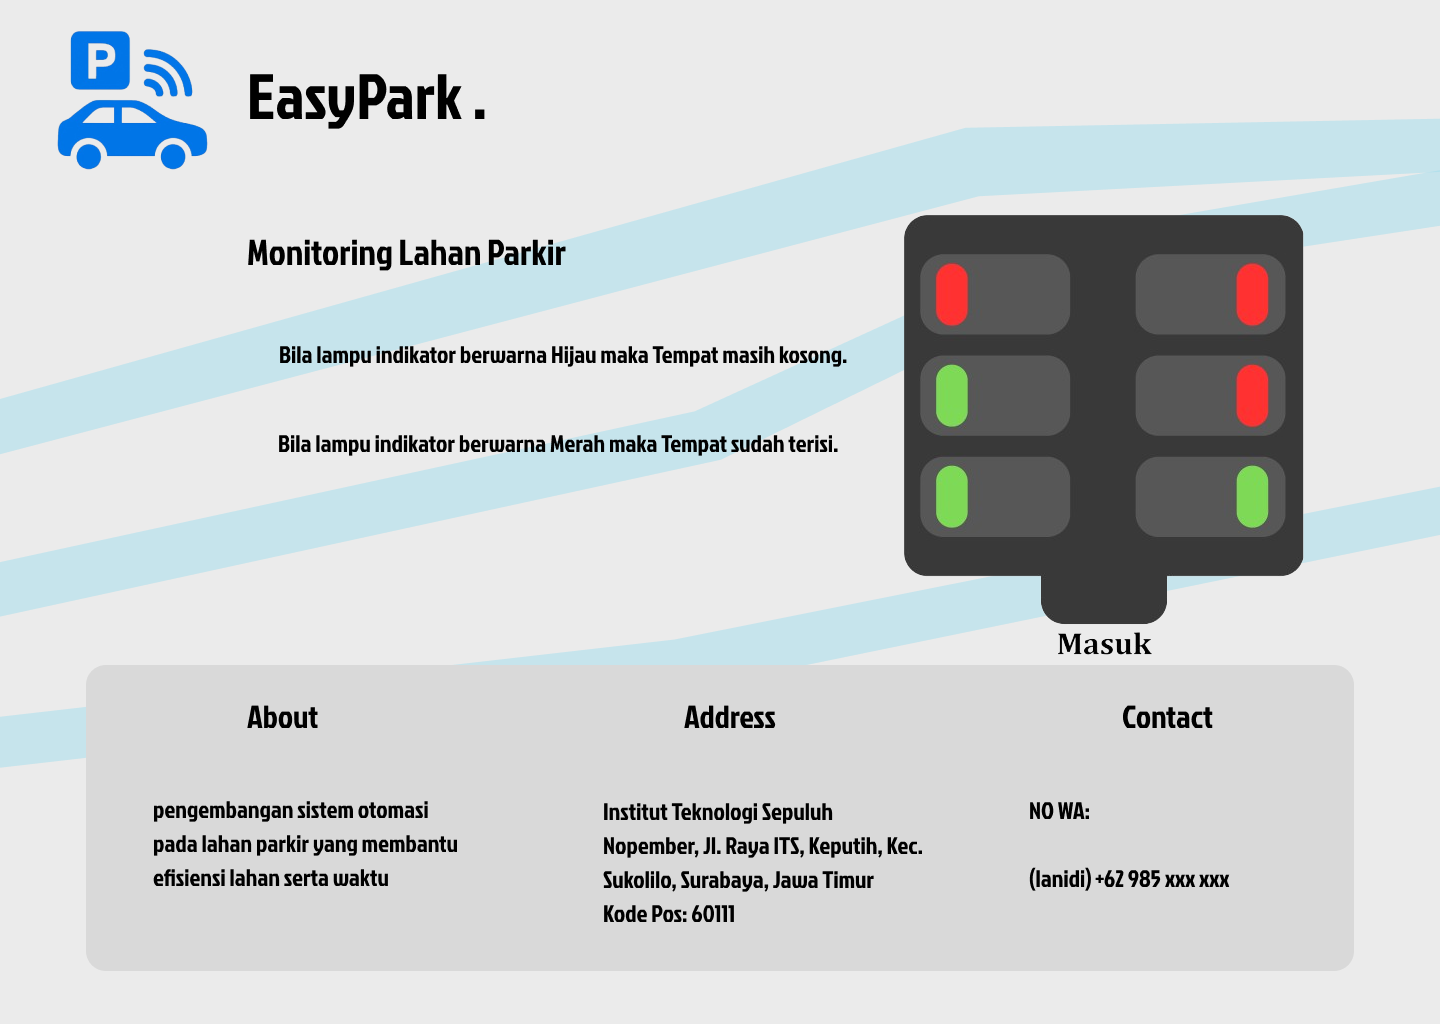 P
EasyPark .
Monitoring Lahan Parkir
Bila lampu indikator berwarna Hijau maka Tempat masih kosong.
Bila lampu indikator berwarna Merah maka Tempat sudah terisi.
Masuk
About
pengembangan sistem otomasi
pada lahan parkir yang membantu
efisiensi lahan serta waktu
Address
Institut Teknologi Sepuluh
Nopember, Jl. Raya ITS, Keputih, Kec.
Sukolilo, Surabaya, Jawa Timur
Kode Pos: 60111
Contact
NO WA:
(lanidi) +62 985 xxx xxx